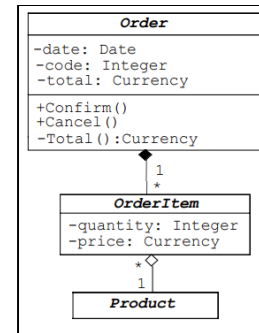 Order
-date: Date
-code: Integer
-total: Currency
+Confirm()
+Cancel()
-Total():Currency
1
*
OrderItem
-quantity: Integer
-price: Currency
*
1
Product